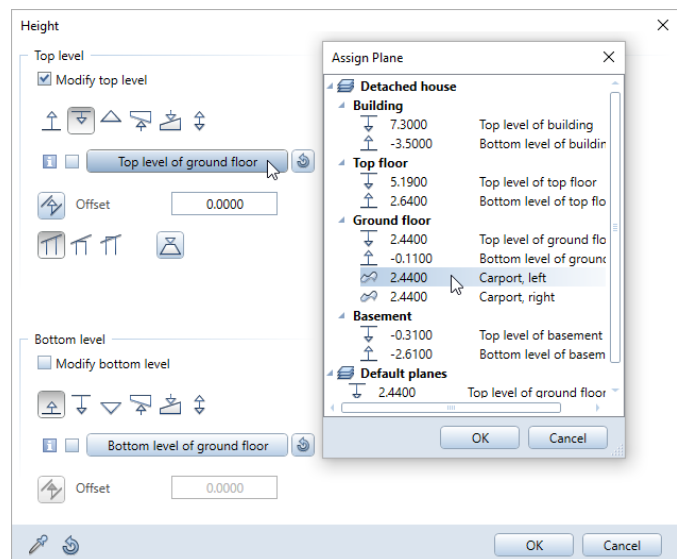 Height
Top level
Modify top level
Top level of ground floor
Offset 0.0000
Bottom level
Modify bottom level
Bottom level of ground floor
Offset 0.0000
OK Cancel
Assign Plane
Detached house
Building
7.3000 Top level of building
-3.5000 Bottom level of buildin
Top floor
5.1900 Top level of top floor
2.6400 Bottom level of top flo
Ground floor
2.4400 Top level of ground flo
-0.1100 Bottom level of ground
2.4400 Carport, left
2.4400 Carport, right
Basement
-0.3100 Top level of basement
-2.6100 Bottom level of basem
Default planes
2.4400 Top level of ground floor
OK Cancel